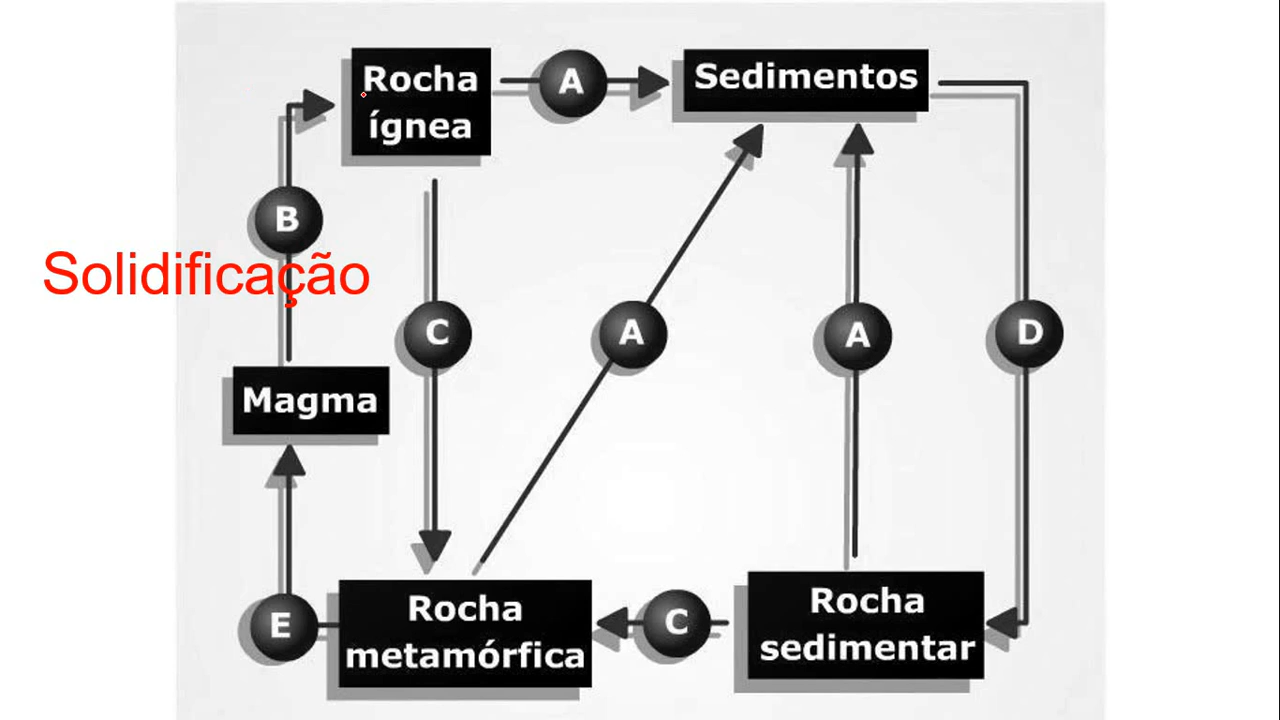 Rocha
ígnea
A
Sedimentos
B
Solidificação
C
A
A
D
Magma
E
Rocha
metamórfica
C
Rocha
sedimentar